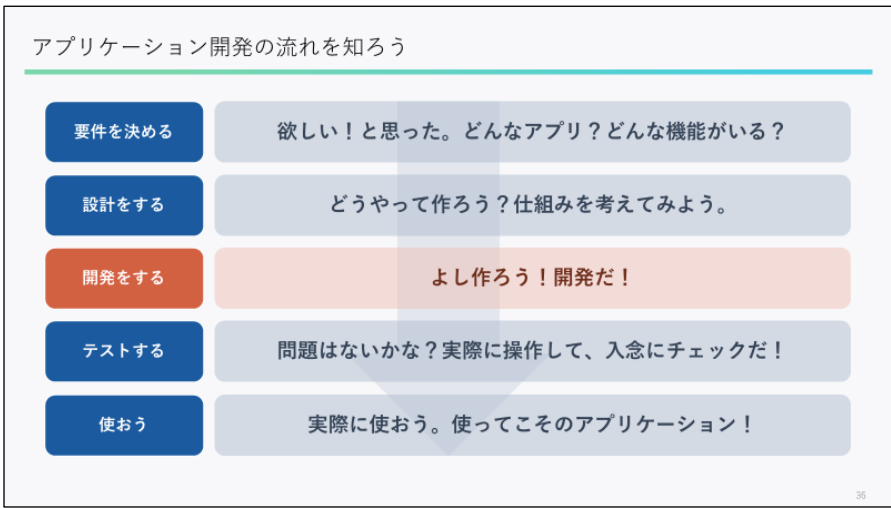 アプリケーション開発の流れを知ろう
要件を決める
欲しい！と思った。どんなアプリ？どんな機能がいる？
設計をする
どうやって作ろう？仕組みを考えてみよう。
開発をする
よし作ろう！開発だ！
テストする
問題はないかな？実際に操作して、入念にチェックだ！
使おう
実際に使おう。使ってこそのアプリケーション！
36